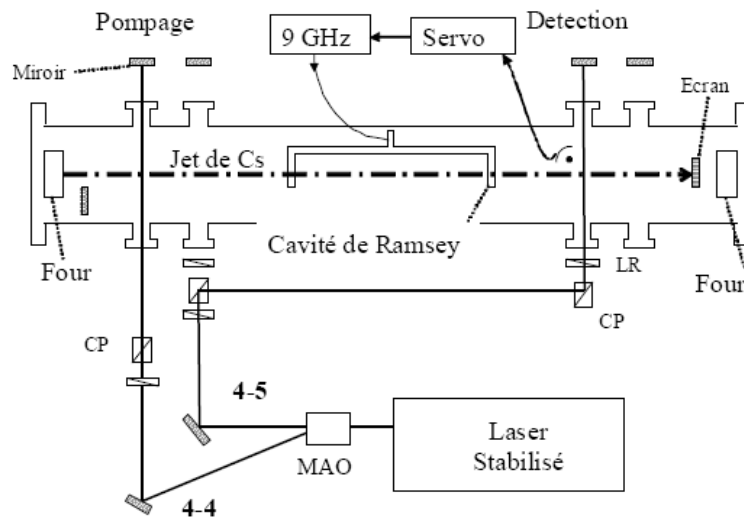 Pompage
9 GHz
Servo
Detection
Miroir
Ecran
Jet de Cs
Cavité de Ramsey
Four
LR
Four
CP
CP
4-5
MAO
Laser
Stabilisé
4-4